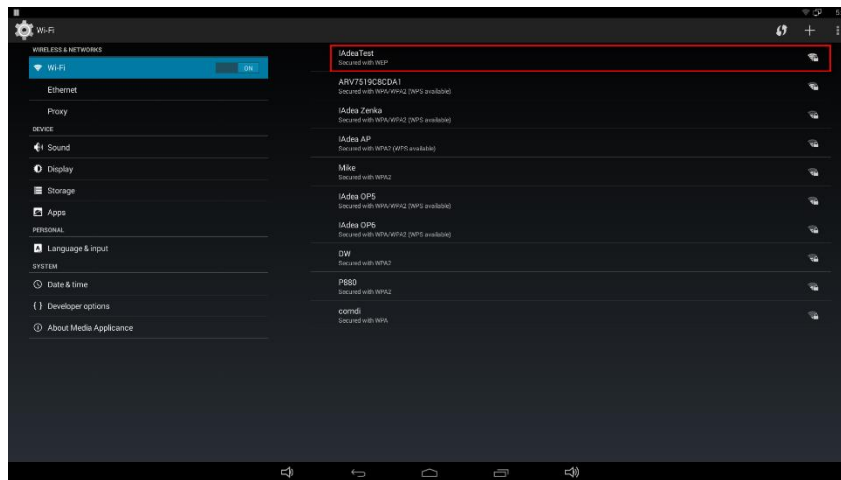 5
Wi-Fi
WIRELESS & NETWORKS
Wi-Fi
ON
Ethernet
Proxy
DEVICE
Sound
Display
Storage
Apps
PERSONAL
Language & input
SYSTEM
Date & time
Developer options
About Media Applicance
IAdeaTest
Secured with WEP
ARV7519C8CDA1
Secured with WPA/WPA2 (WPS available)
IAdea Zenka
Secured with WPA/WPA2 (WPS available)
IAdea AP
Secured with WPA2 (WPS available)
Mike
Secured with WPA2
IAdea OP5
Secured with WPA/WPA2 (WPS available)
IAdea OP6
Secured with WPA/WPA2 (WPS available)
DW
Secured with WPA2
P880
Secured with WPA2
comdi
Secured with WPA